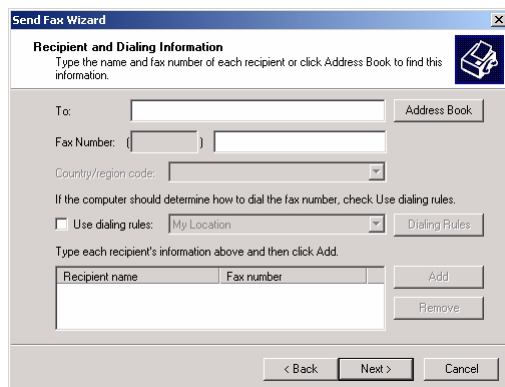 Send Fax Wizard
Recipient and Dialing Information
Type the name and fax number of each recipient or click Address Book to find this
information.
To:
Address Book
Fax Number: ( )
Country/region code:
If the computer should determine how to dial the fax number, check Use dialing rules.
Use dialing rules: My Location Dialing Rules
Type each recipient's information above and then click Add.
Recipient name Fax number
Add
Remove
< Back Next > Cancel